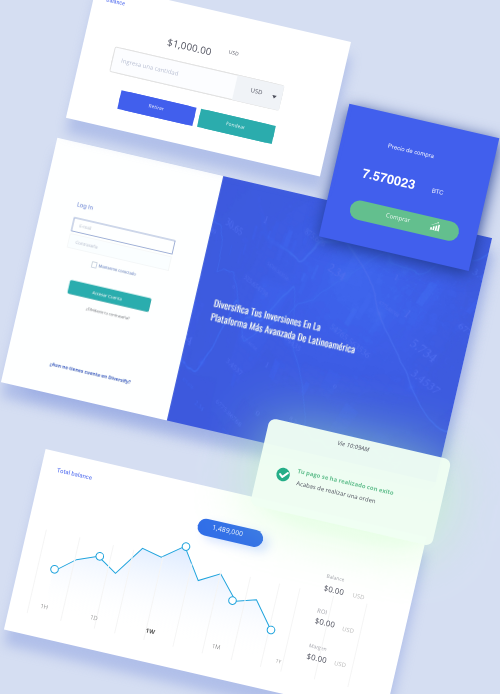 Balance
$1,000.00 USD
Ingresa una cantidad
USD
Retirar
Fondear
Precio de compra
7.570023 BTC
Comprar
Log In
E-mail
Contraseña
Mantenerse conectado
Accesar Cuenta
¿Olvidaste tu contraseña?
¿Aun no tienes cuenta en Diversify?
Diversifica Tus Inversiones En La
Plataforma Más Avanzada De Latinoamérica
Vie 10:09AM
Tu pago se ha realizado con exito
Acabas de realizar una orden
Total balance
1,489,000
1H
1D
1W
1M
1Y
Balance
$0.00 USD
ROI
$0.00 USD
Margen
$0.00 USD